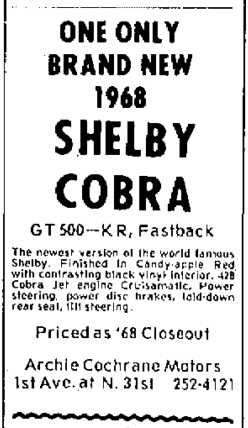 ONE ONLY
BRAND NEW
1968
SHELBY
COBRA
GT 500-KR, Fastback
The newest version of the world famous
Shelby. Finished in Candy-apple Red
with contrasting black vinyl interior. 428
Cobra Jet engine Cruisamatic, Power
steering, power disc brakes, fold-down
rear seat, tilt steering.
Priced as '68 Closeout
Archie Cochrane Motors
1st Ave. at N. 31st 252-4121